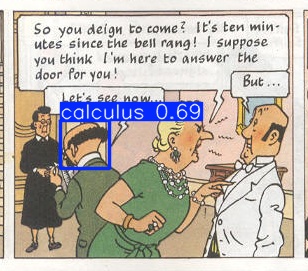 So you deign to come? It's ten min-
utes since the bell rang! I suppose
you think I'm here to answer the
door for you!
But...
Let's see now...
calculus 0.69